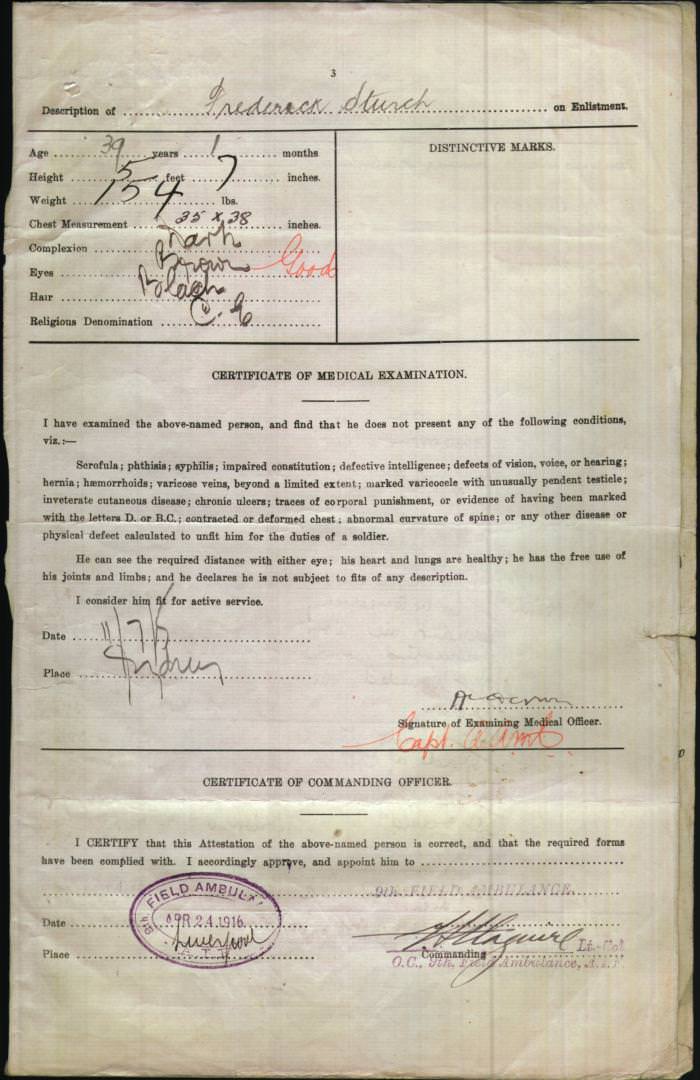 3
Description of Frederick Sturch on Enlistment.
Age 39 years 1 months
Height 5 feet 7 inches.
Weight 154 lbs.
Chest Measurement 35 x 38 inches.
Complexion Dark
Eyes Brown Good
Hair Black
Religious Denomination C. E
DISTINCTIVE MARKS.
CERTIFICATE OF MEDICAL EXAMINATION.
I have examined the above-named person, and find that he does not present any of the following conditions,
viz.:—
Scrofula; phthisis; syphilis; impaired constitution; defective intelligence; defects of vision, voice, or hearing;
hernia; hæmorrhoids; varicose veins, beyond a limited extent; marked varicocele with unusually pendent testicle;
inveterate cutaneous disease; chronic ulcers; traces of corporal punishment, or evidence of having been marked
with the letters D. or B.C.; contracted or deformed chest; abnormal curvature of spine; or any other disease or
physical defect calculated to unfit him for the duties of a soldier.
He can see the required distance with either eye; his heart and lungs are healthy; he has the free use of
his joints and limbs; and he declares he is not subject to fits of any description.
I consider him fit for active service.
Date 11/7/15
Place Sydney
Signature of Examining Medical Officer.
Capt. A.A.M.C.
CERTIFICATE OF COMMANDING OFFICER.
I CERTIFY that this Attestation of the above-named person is correct, and that the required forms
have been complied with. I accordingly approve, and appoint him to
9th FIELD AMBULANCE.
9th FIELD AMBULANCE
Date APR 24 1916
Place Liverpool
A.I.F.
Lt.-Col
Commanding
O.C., 9th. Field Ambulance, A.I.F.